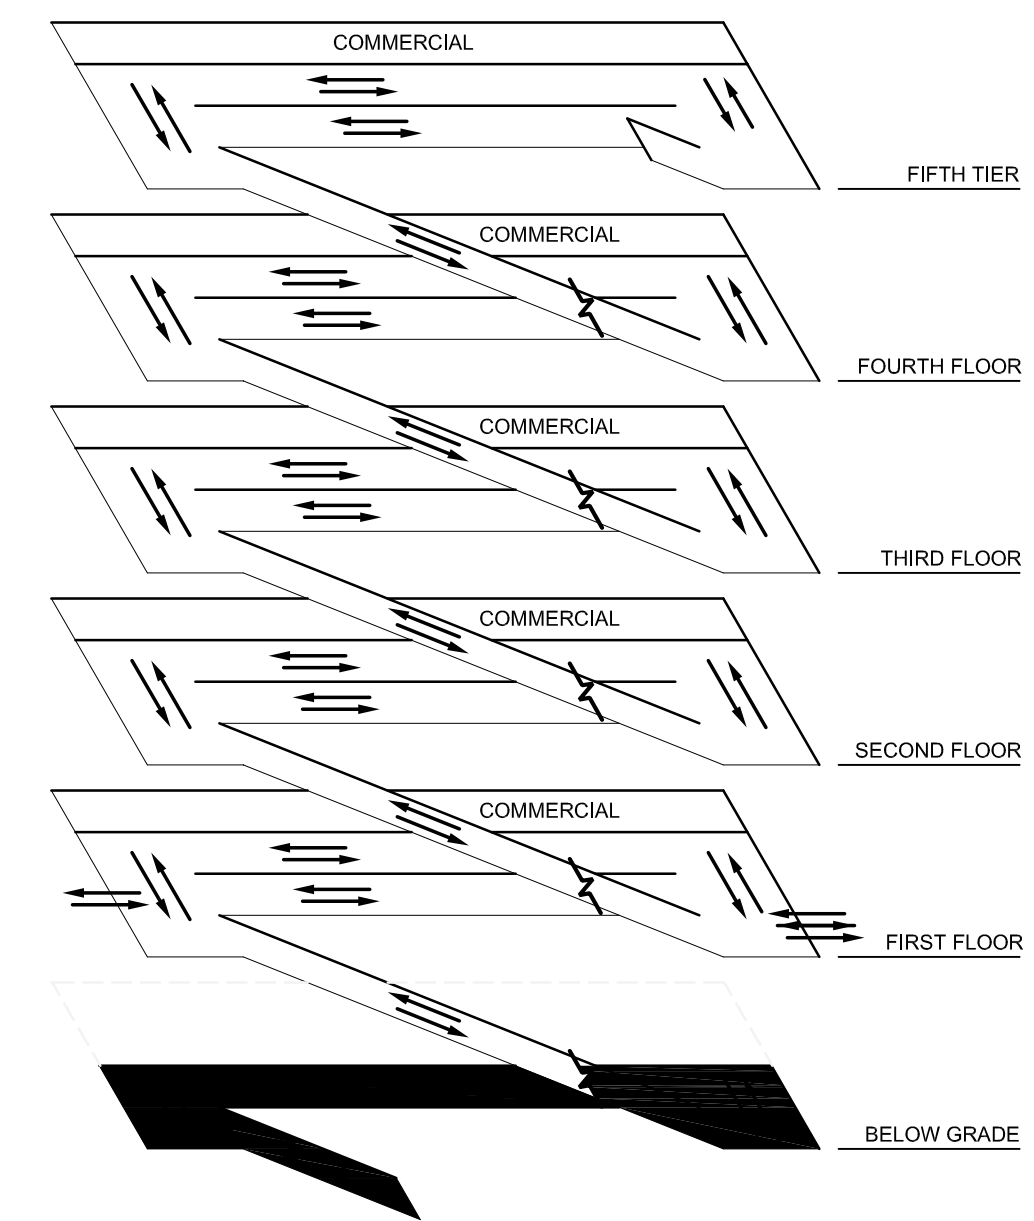 COMMERCIAL
FIFTH TIER
COMMERCIAL
FOURTH FLOOR
COMMERCIAL
THIRD FLOOR
COMMERCIAL
SECOND FLOOR
COMMERCIAL
FIRST FLOOR
BELOW GRADE